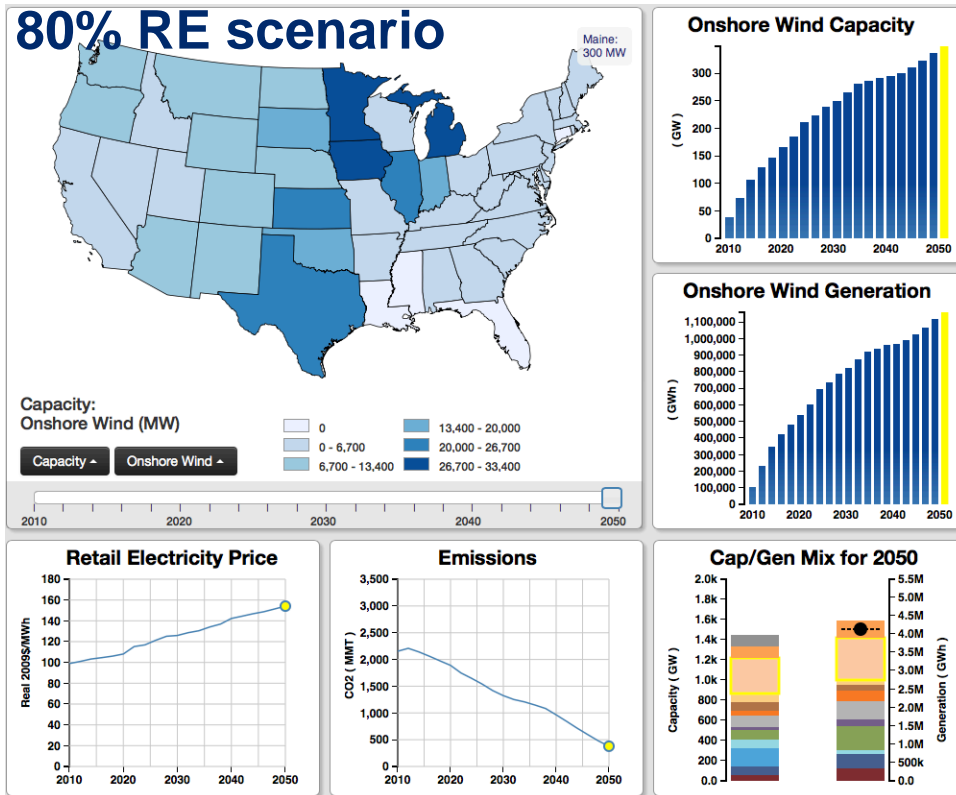 80% RE scenario
Maine:
300 MW
Capacity:
Onshore Wind (MW)
Capacity
Onshore Wind
0
0 - 6,700
6,700 - 13,400
13,400 - 20,000
20,000 - 26,700
26,700 - 33,400
2010 2020 2030 2040 2050
Onshore Wind Capacity
( GW )
300
250
200
150
100
50
0
2010 2020 2030 2040 2050
Onshore Wind Generation
( GWh )
1,100,000
1,000,000
900,000
800,000
700,000
600,000
500,000
400,000
300,000
200,000
100,000
0
2010 2020 2030 2040 2050
Retail Electricity Price
Real 2009$/MWh
180
160
140
120
100
80
60
40
20
0
2010 2020 2030 2040 2050
Emissions
CO2 ( MMT )
3,500
3,000
2,500
2,000
1,500
1,000
500
0
2010 2020 2030 2040 2050
Cap/Gen Mix for 2050
Capacity ( GW )
2.0k
1.8k
1.6k
1.4k
1.2k
1.0k
800
600
400
200
0.0
5.5M
5.0M
4.5M
4.0M
3.5M
3.0M
2.5M
2.0M
1.5M
1.0M
500k
0.0
Generation ( GWh )